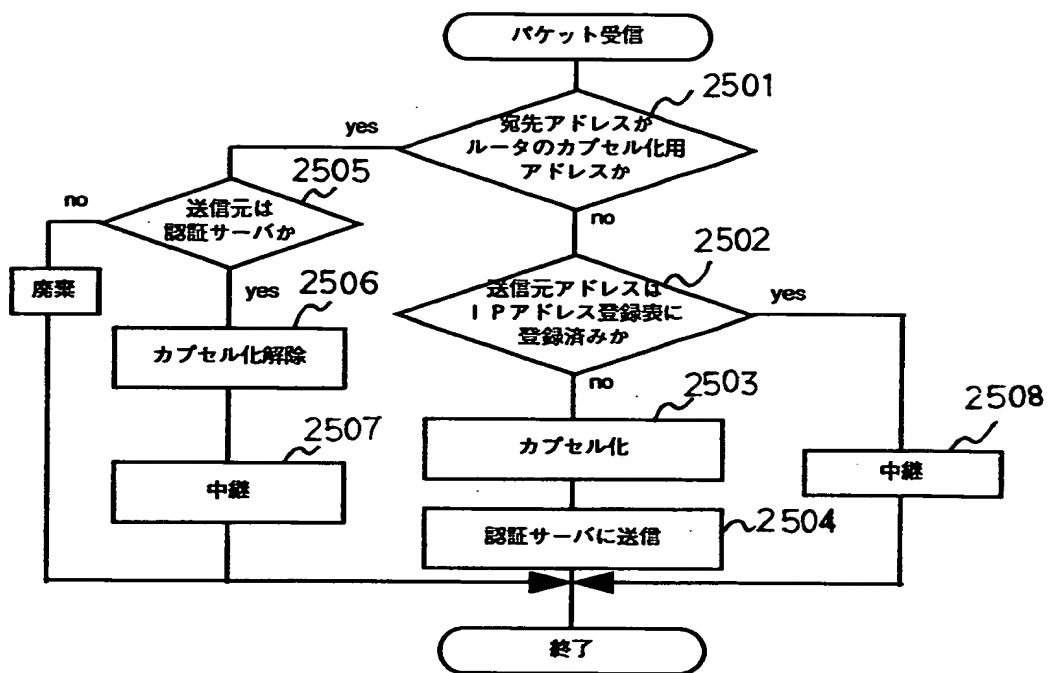 パケット受信
2501
宛先アドレスが
ルータのカプセル化用
アドレスか
yes
no
2505
送信元は
認証サーバか
no
yes
廃棄
2502
送信元アドレスは
IPアドレス登録表に
登録済みか
yes
no
2506
カプセル化解除
2503
カプセル化
2507
中継
2508
中継
2504
認証サーバに送信
終了